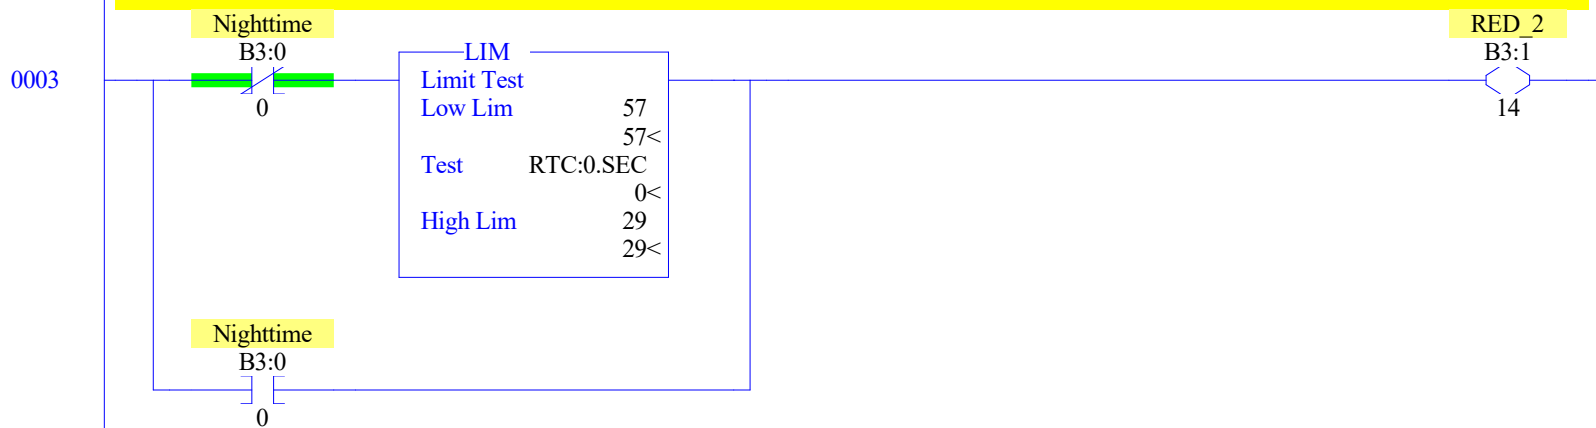 Nighttime
B3:0
0
0003
LIM
Limit Test
Low Lim 57
57<
Test RTC:0.SEC
0<
High Lim 29
29<
RED_2
B3:1
14
Nighttime
B3:0
0